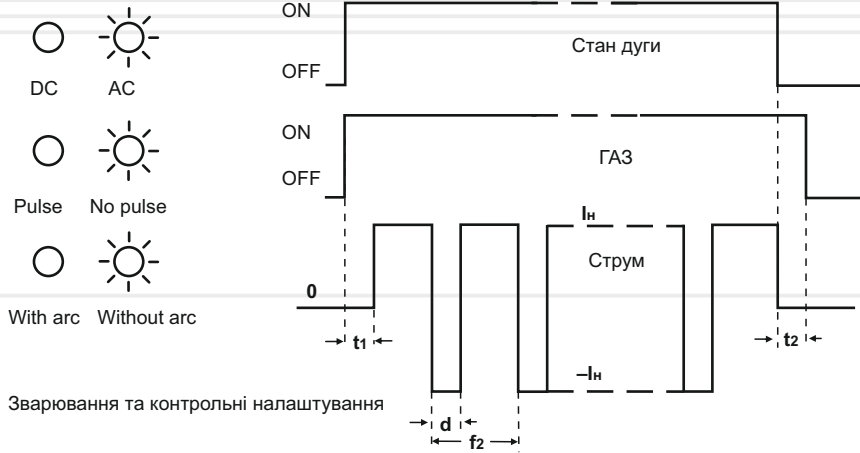 ON
OFF
Стан дуги
DC AC
ON
OFF
ГАЗ
Pulse No pulse
Iн
Струм
0
With arc Without arc
t1
t2
–Iн
Зварювання та контрольні налаштування
d
f2